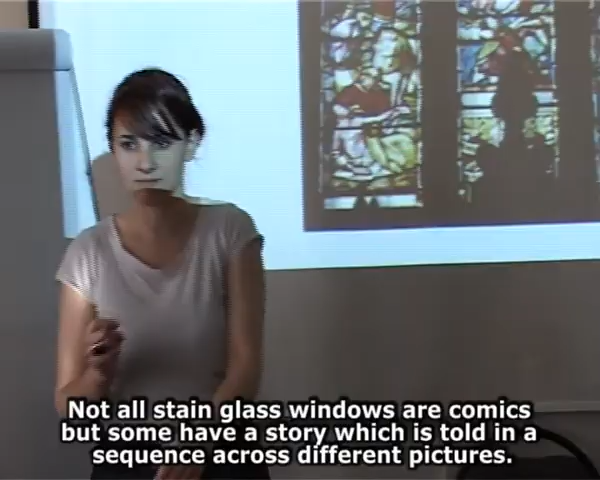 Not all stain glass windows are comics
but some have a story which is told in a
sequence across different pictures.